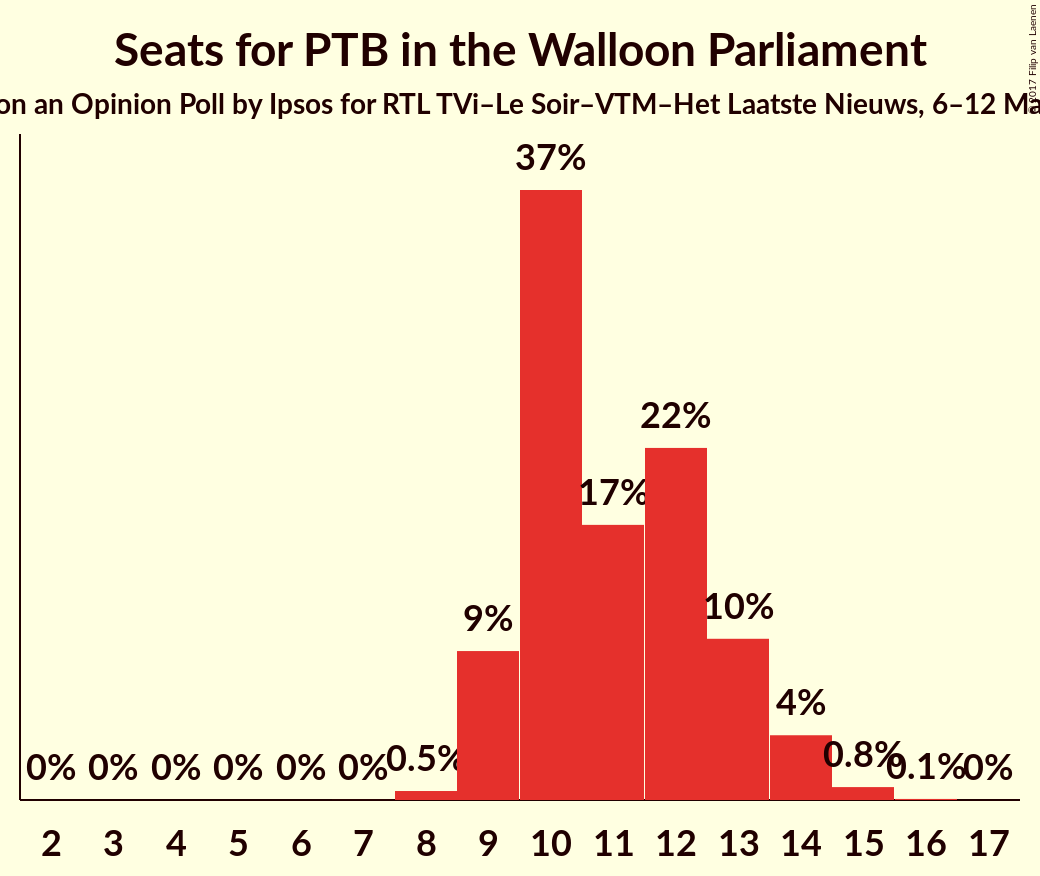 Seats for PTB in the Walloon Parliament
on an Opinion Poll by Ipsos for RTL TVi–Le Soir–VTM–Het Laatste Nieuws, 6–12
2017 Filip van Laenen
37%
22%
17%
10%
9%
4%
0.8%
0.5%
0% 0% 0% 0% 0% 0% 0.1% 0%
2 3 4 5 6 7 8 9 10 11 12 13 14 15 16 17